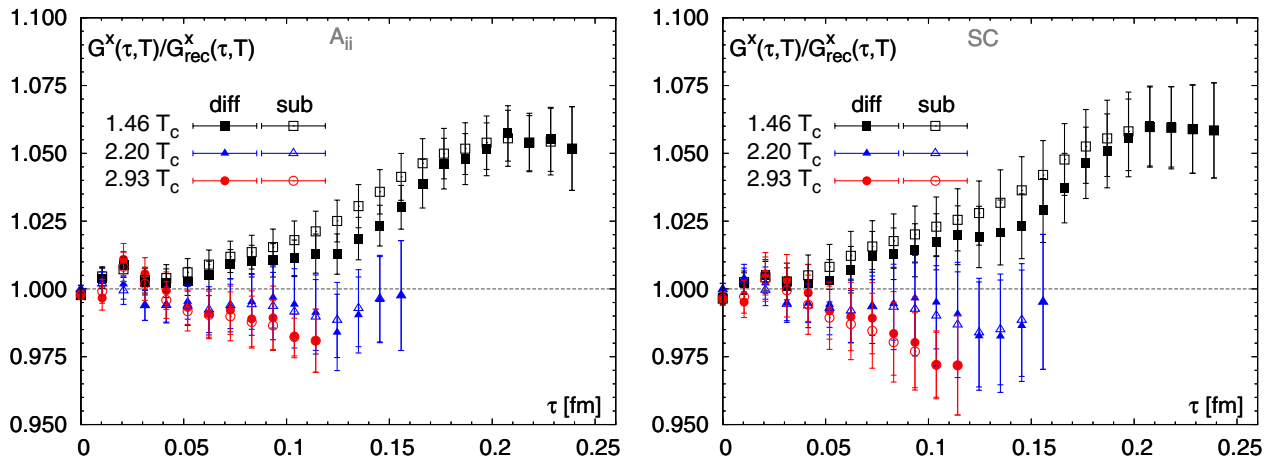 1.100
1.075
1.050
1.025
1.000
0.975
0.950
G^x(τ,T)/G^x_rec(τ,T)
A_ii
diff sub
1.46 T_c
2.20 T_c
2.93 T_c
τ [fm]
0 0.05 0.1 0.15 0.2 0.25
1.100
1.075
1.050
1.025
1.000
0.975
0.950
G^x(τ,T)/G^x_rec(τ,T)
SC
diff sub
1.46 T_c
2.20 T_c
2.93 T_c
τ [fm]
0 0.05 0.1 0.15 0.2 0.25